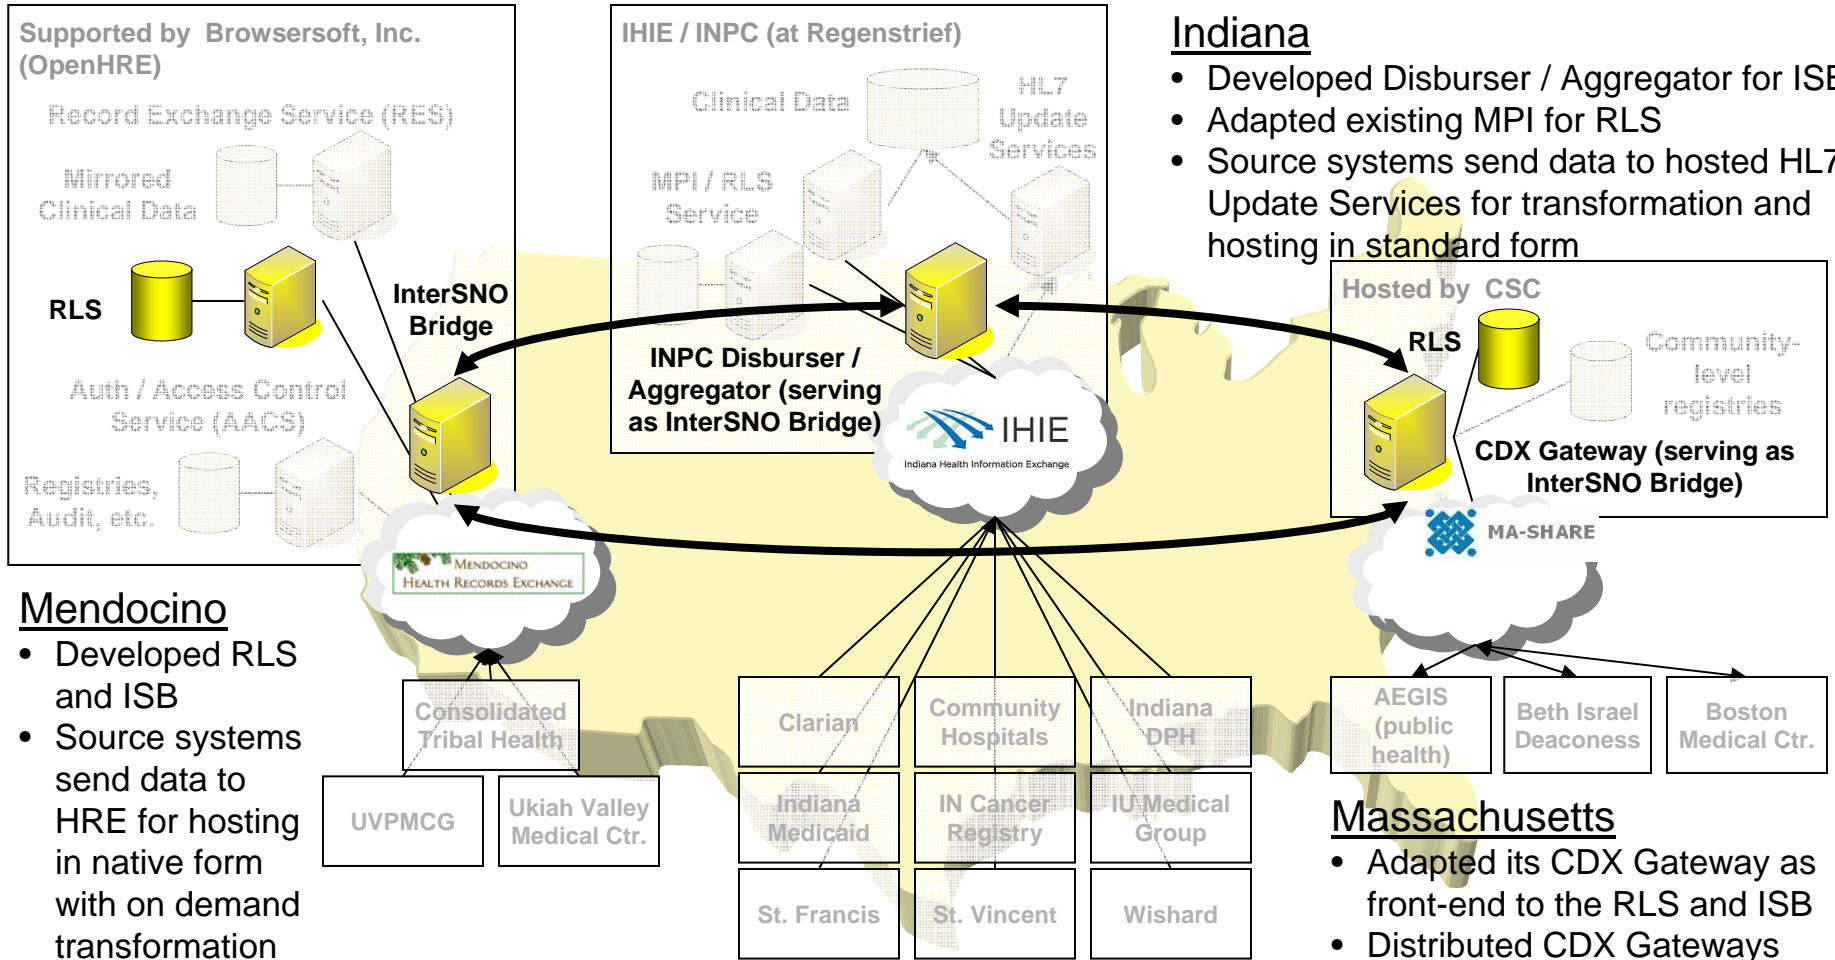 Supported by Browsersoft, Inc.
(OpenHRE)
Record Exchange Service (RES)
Mirrored
Clinical Data
RLS
InterSNO
Bridge
Auth / Access Control
Service (AACS)
Registries,
Audit, etc.
MENDOCINO
HEALTH RECORDS EXCHANGE
IHIE / INPC (at Regenstrief)
Clinical Data
HL7
Update
Services
MPI / RLS
Service
INPC Disburser /
Aggregator (serving
as InterSNO Bridge)
IHIE
Indiana Health Information Exchange
Indiana
• Developed Disburser / Aggregator for ISB
• Adapted existing MPI for RLS
• Source systems send data to hosted HL7
Update Services for transformation and
hosting in standard form
Hosted by CSC
RLS
Community-
level
registries
CDX Gateway (serving as
InterSNO Bridge)
MA-SHARE
Mendocino
• Developed RLS
and ISB
• Source systems
send data to
HRE for hosting
in native form
with on demand
transformation
Consolidated
Tribal Health
UVPMCG
Ukiah Valley
Medical Ctr.
Clarian
Community
Hospitals
Indiana
DPH
Indiana
Medicaid
IN Cancer
Registry
IU Medical
Group
St. Francis
St. Vincent
Wishard
AEGIS
(public
health)
Beth Israel
Deaconess
Boston
Medical Ctr.
Massachusetts
• Adapted its CDX Gateway as
front-end to the RLS and ISB
• Distributed CDX Gateways